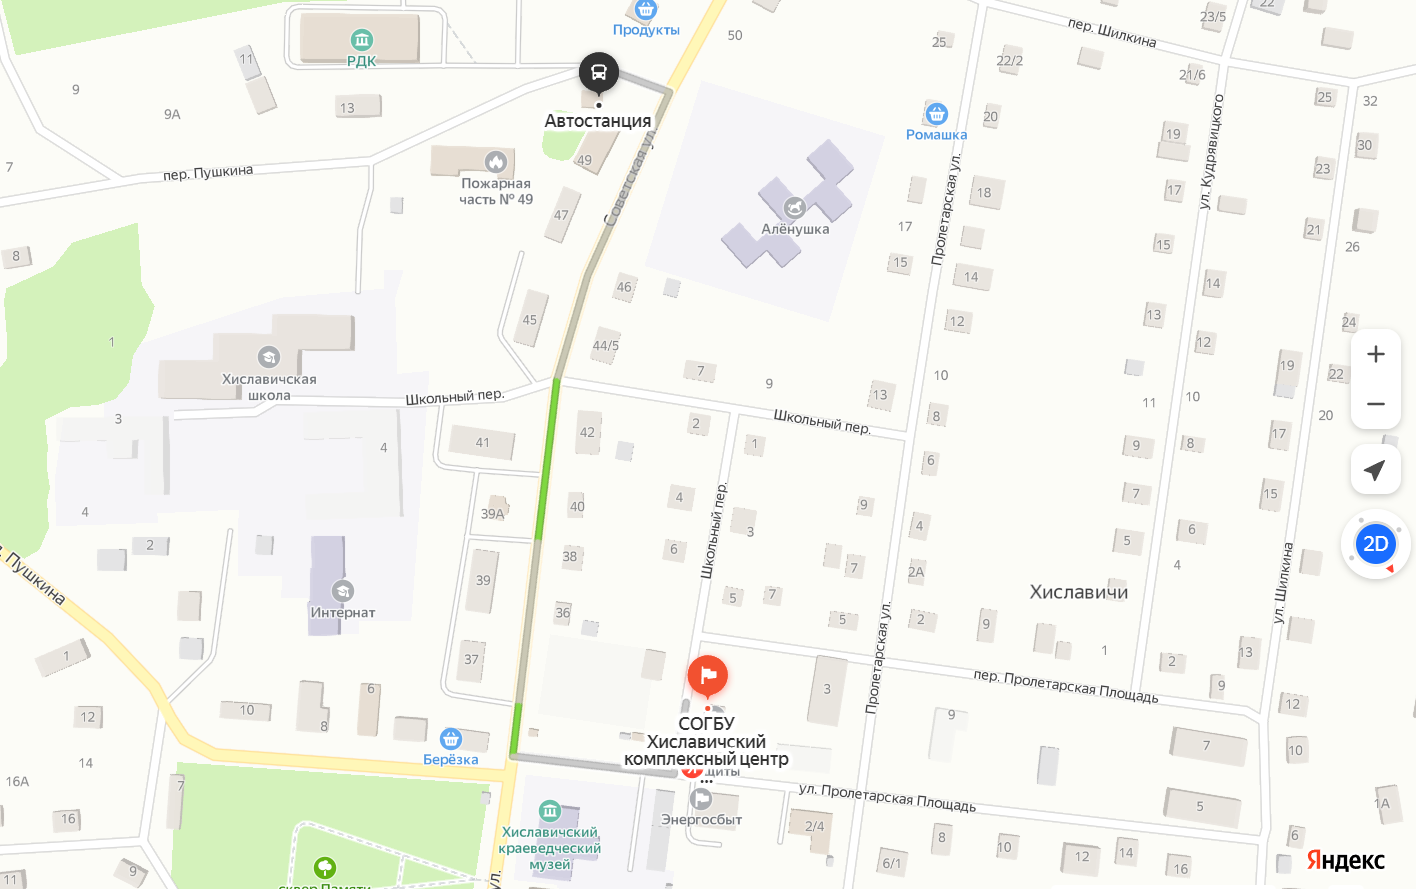 23/5
22
Продукты
50
25
пер. Шилкина
22/2
РДК
11
21/6
9
9А
13
20
25
32
Автостанция
Ромашка
19
30
7
пер. Пушкина
49
Пожарная
часть № 49
Советская ул.
47
18
17
23
ул. Кудрявицкого
Пролетарская ул.
Алёнушка
17
15
21
26
8
15
14
14
46
45
13
12
24
1
44/5
12
Хиславичская
школа
7
9
10
19
22
Школьный пер.
13
11
10
20
3
4
42
2
Школьный пер.
8
41
1
9
8
17
6
4
40
9
7
15
4
39А
3
4
6
2
38
6
7
2А
5
4
л. Пушкина
39
Школьный пер.
Хиславичи
ул. Шилкина
Интернат
5
7
36
5
2
9
1
37
1
13
2
6
3
Пролетарская ул.
пер. Пролетарская Площадь
9
12
10
8
9
12
СОГБУ
Хиславичский
комплексный центр
щиты
...
7
10
Берёзка
14
16А
7
ул. Пролетарская Площадь
5
1А
16
Энергосбыт
2/4
8
10
12
14
6
Хиславичский
краеведческий
музей
9
6/1
16
сквер Памяти
ул.
2D
Яндекс